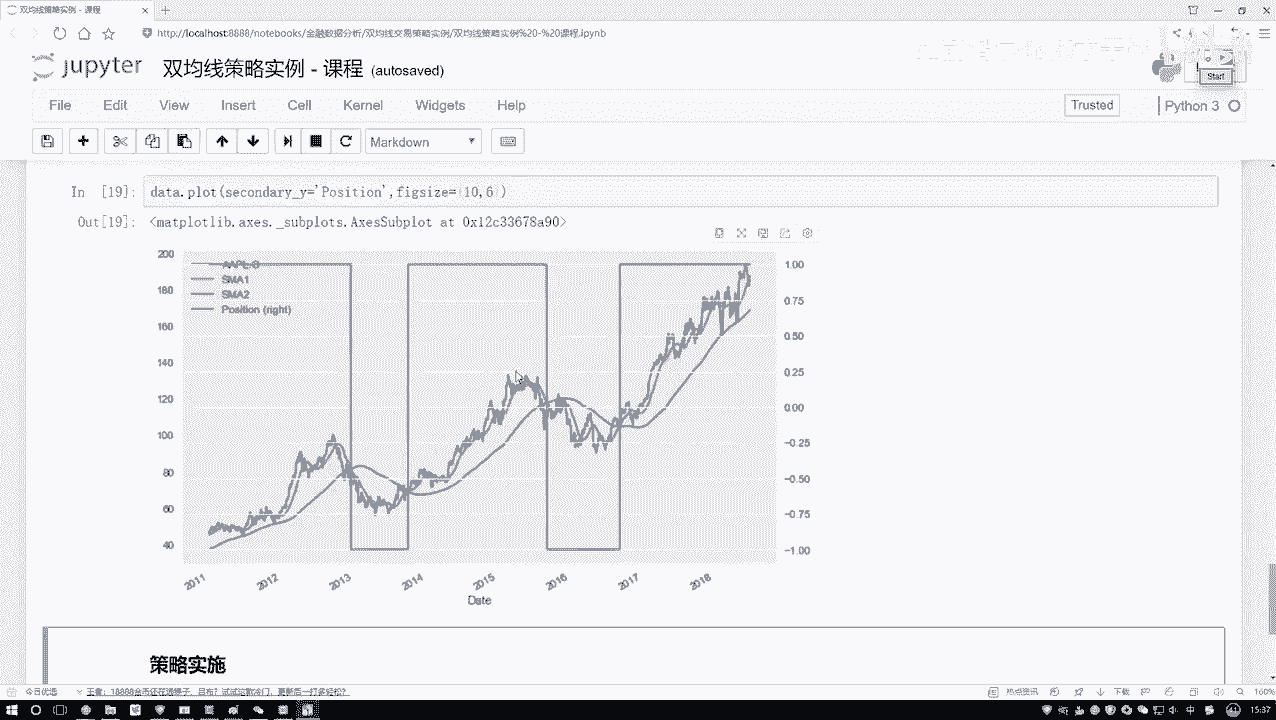 双均线策略实例 - 课程
http://localhost:8888/notebooks/金融数据分析/双均线交易策略实例/双均线策略实例%20-%20课程.ipynb
jupyter 双均线策略实例 - 课程 (autosaved)
Start
File Edit View Insert Cell Kernel Widgets Help
Trusted Python 3
Markdown
In [19]: data.plot(secondary_y='Position',figsize=(10,6))
Out[19]: <matplotlib.axes._subplots.AxesSubplot at 0x12c33678a90>
200
180
160
140
120
100
80
60
40
AAPL.O
SMA1
SMA2
Position (right)
1.00
0.75
0.50
0.25
0.00
-0.25
-0.50
-0.75
-1.00
2011 2012 2013 2014 2015 2016 2017 2018
Date
策略实施
今日优选
热点资讯 下载 160%
中 15:37